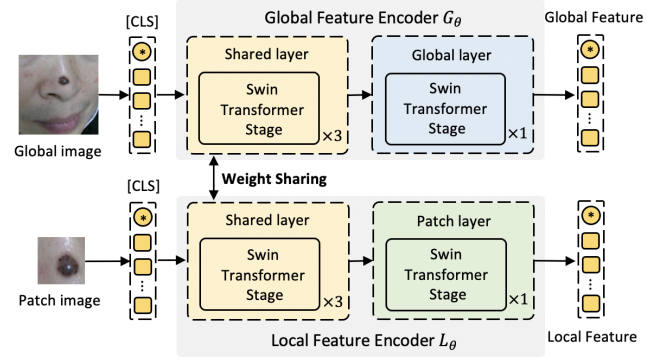 [CLS]
Global Feature Encoder G_θ
Global Feature
*
*
Shared layer
Global layer
Swin
Transformer
Stage
×3
Swin
Transformer
Stage
×1
Global image
Weight Sharing
[CLS]
*
*
Shared layer
Patch layer
Swin
Transformer
Stage
×3
Swin
Transformer
Stage
×1
Patch image
Local Feature
Local Feature Encoder L_θ